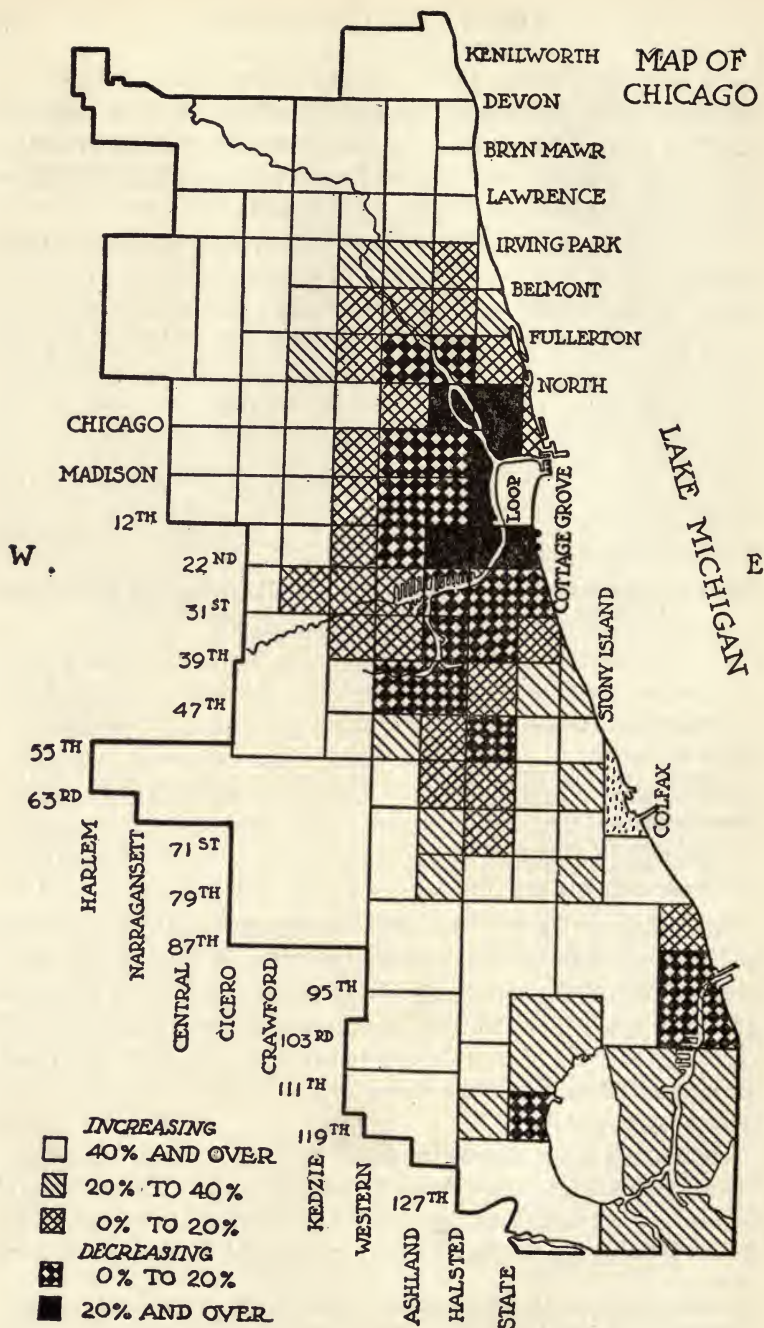 MAP OF
CHICAGO
KENILWORTH
DEVON
BRYN MAWR
LAWRENCE
IRVING PARK
BELMONT
FULLERTON
NORTH
CHICAGO
MADISON
12TH
LOOP
COTTAGE GROVE
LAKE MICHIGAN
W.
E
22ND
31ST
39TH
47TH
STONY ISLAND
55TH
63RD
COLFAX
HARLEM
NARRAGANSETT
71ST
79TH
87TH
CENTRAL
CICERO
CRAWFORD
95TH
103RD
111TH
119TH
127TH
KEDZIE
WESTERN
ASHLAND
HALSTED
STATE
INCREASING
40% AND OVER
20% TO 40%
0% TO 20%
DECREASING
0% TO 20%
20% AND OVER